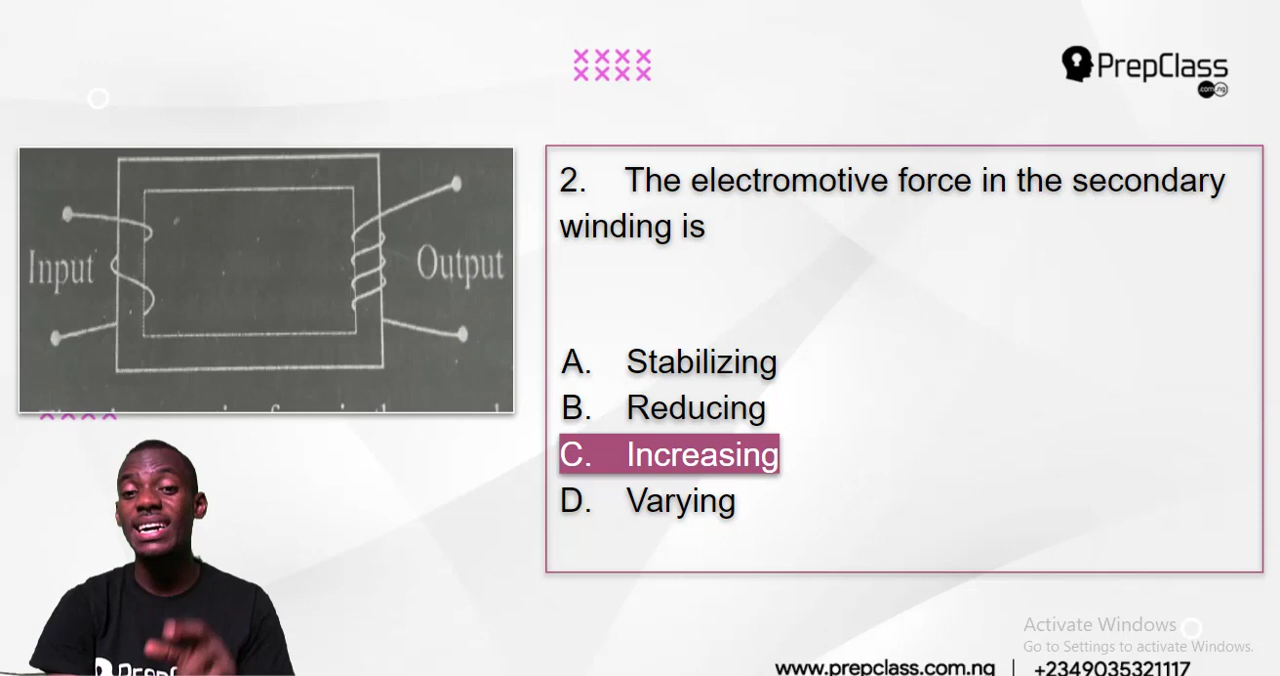 PrepClass
.com.ng
Input
Output
2. The electromotive force in the secondary
winding is
A. Stabilizing
B. Reducing
C. Increasing
D. Varying
Activate Windows
Go to Settings to activate Windows.
www.prepclass.com.ng | +2349035321117